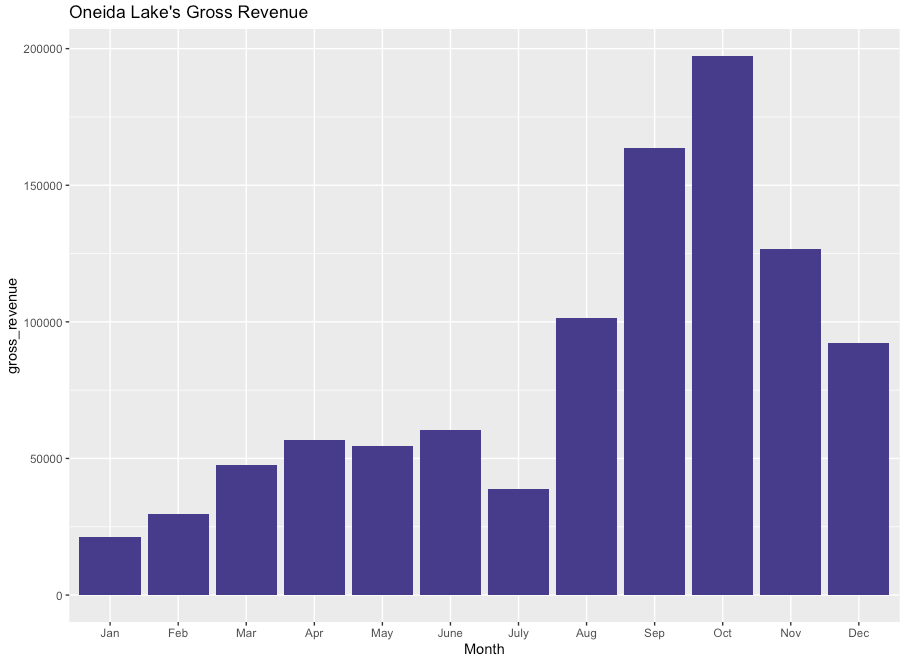 Oneida Lake's Gross Revenue
gross_revenue
200000
150000
100000
50000
0
Jan Feb Mar Apr May June July Aug Sep Oct Nov Dec
Month